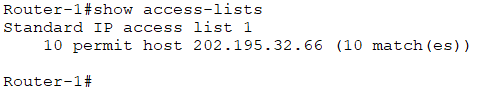 Router-1#show access-lists
Standard IP access list 1
    10 permit host 202.195.32.66 (10 match(es))
Router-1#